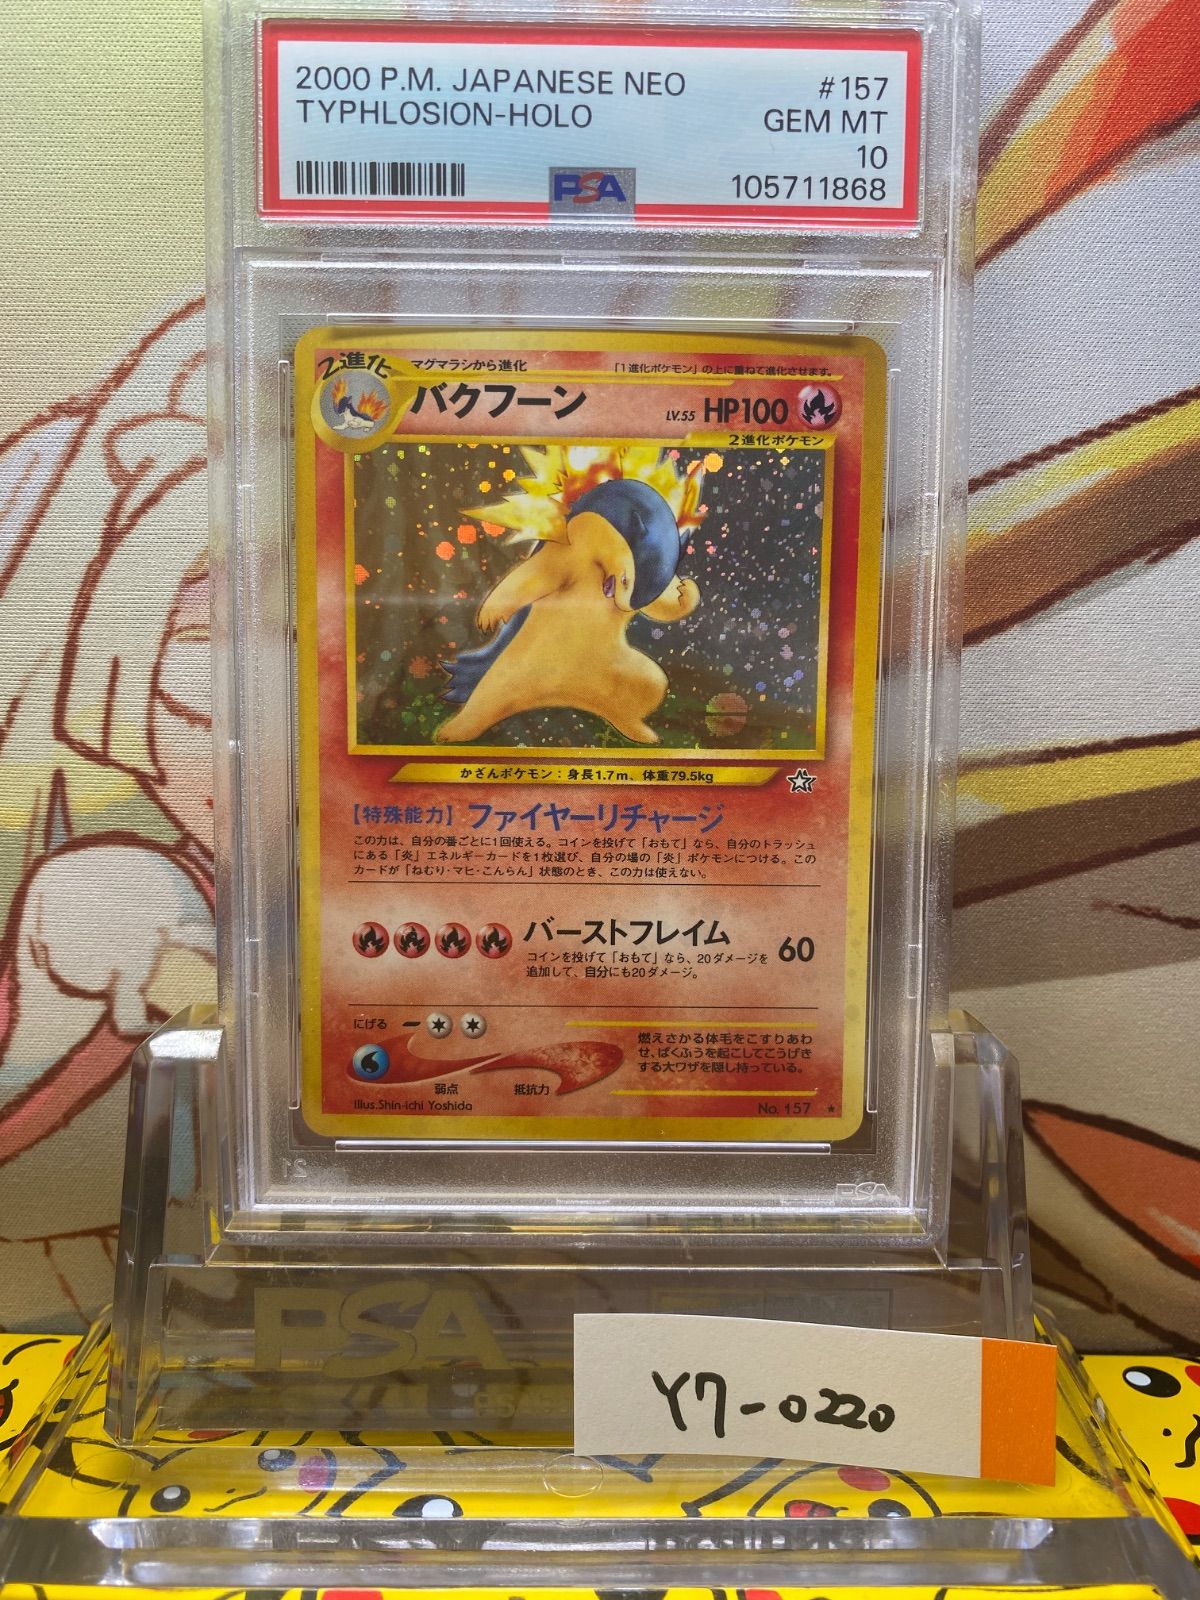 2000 P.M. JAPANESE NEO #157
TYPHLOSION-HOLO GEM MT
10
PSA 105711868
2進化
マグマラシから進化 「1進化ポケモン」の上に重ねて進化させます。
バクフーン LV.55 HP100
2進化ポケモン
かざんポケモン：身長1.7m、体重79.5kg
【特殊能力】ファイヤーリチャージ
この力は、自分の番ごとに1回使える。コインを投げて「おもて」なら、自分のトラッシュ
にある「炎」エネルギーカードを1枚選び、自分の場の「炎」ポケモンにつける。この
カードが「ねむり・マヒ・こんらん」状態のとき、この力は使えない。
バーストフレイム 60
コインを投げて「おもて」なら、20ダメージを
追加して、自分にも20ダメージ。
にげる
燃えさかる体毛をこすりあわ
せ、ばくふうを起こしてこうげき
する大ワザを隠し持っている。
弱点 抵抗力
Illus.Shin-ichi Yoshida No. 157 ★
PSA
PSA
Y7-0220